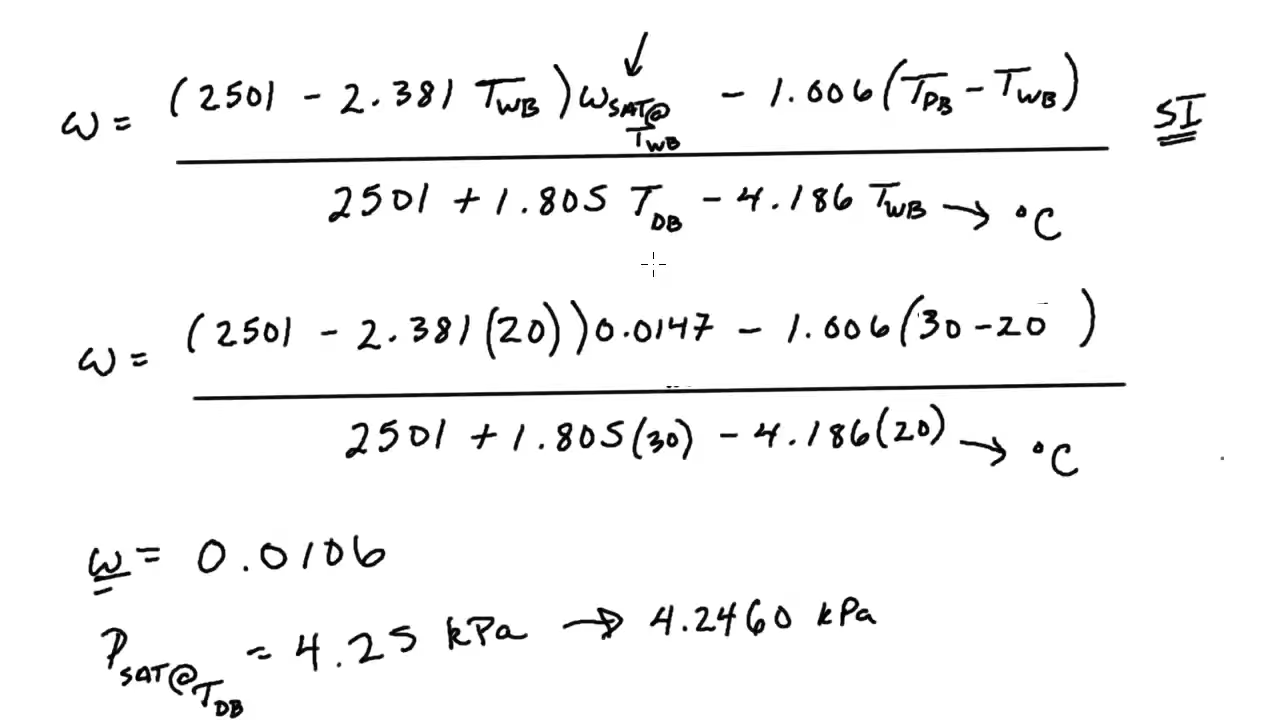 ω = (2501 - 2.381 T_WB) ω_SAT@T_WB - 1.006 (T_DB - T_WB) SI
2501 + 1.805 T_DB - 4.186 T_WB → °C
ω = (2501 - 2.381 (20)) 0.0147 - 1.006 (30 - 20)
2501 + 1.805 (30) - 4.186 (20) → °C
ω = 0.0106
P_SAT@T_DB = 4.25 kPa → 4.2460 kPa